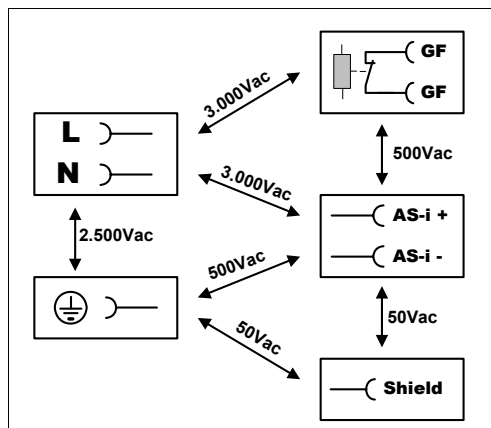 GF
GF
3.000Vac
L
N
500Vac
3.000Vac
AS-i +
AS-i -
2.500Vac
500Vac
50Vac
50Vac
Shield